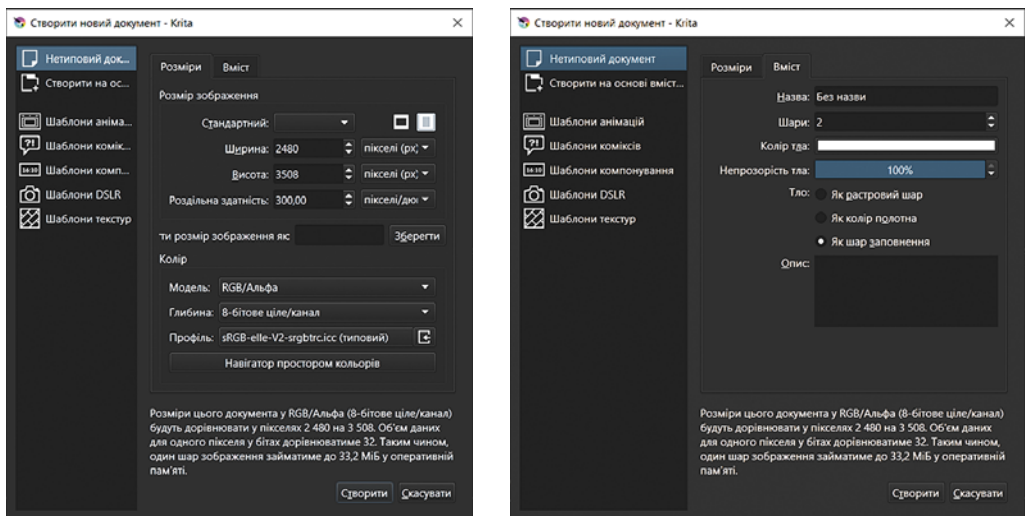 Створити новий документ - Krita
Нетиповий док...
Створити на ос...
Шаблони аніма...
Шаблони комік...
Шаблони комп...
Шаблони DSLR
Шаблони текстур
Розміри Вміст
Розмір зображення
Стандартний:
Ширина: 2480 пікселі (px)
Висота: 3508 пікселі (px)
Роздільна здатність: 300,00 пікселі/дюй
ти розмір зображення як: Зберегти
Колір
Модель: RGB/Альфа
Глибина: 8-бітове ціле/канал
Профіль: sRGB-elle-V2-srgbtrc.icc (типовий)
Навігатор простором кольорів
Розміри цього документа у RGB/Альфа (8-бітове ціле/канал)
будуть дорівнювати у пікселях 2 480 на 3 508. Об'єм даних
для одного пікселя у бітах дорівнюватиме 32. Таким чином,
один шар зображення займатиме до 33,2 МіБ у оперативній
пам'яті.
Створити Скасувати
Створити новий документ - Krita
Нетиповий документ
Створити на основі вміст...
Шаблони анімацій
Шаблони коміксів
Шаблони компонування
Шаблони DSLR
Шаблони текстур
Розміри Вміст
Назва: Без назви
Шари: 2
Колір тла:
Непрозорість тла: 100%
Тло: Як растровий шар
Як колір полотна
Як шар заповнення
Опис:
Розміри цього документа у RGB/Альфа (8-бітове ціле/канал)
будуть дорівнювати у пікселях 2 480 на 3 508. Об'єм даних
для одного пікселя у бітах дорівнюватиме 32. Таким чином,
один шар зображення займатиме до 33,2 МіБ у оперативній
пам'яті.
Створити Скасувати